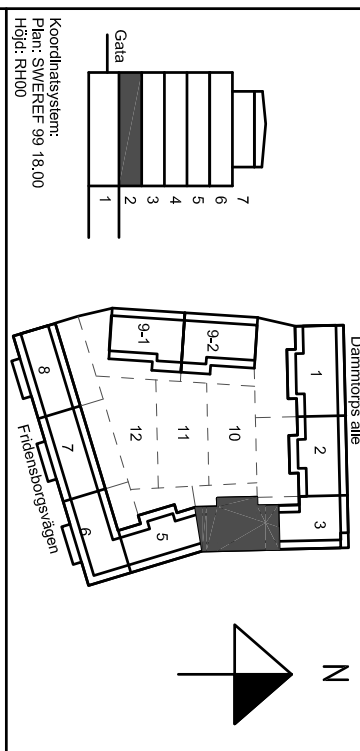 Koordinatsystem:
Plan: SWEREF 99 18.00
Höjd: RH00
Gata
1
2
3
4
5
6
7
Dammtorps alle
1
2
3
9-1
9-2
10
11
12
8
7
6
5
Fridensborgsvägen
N